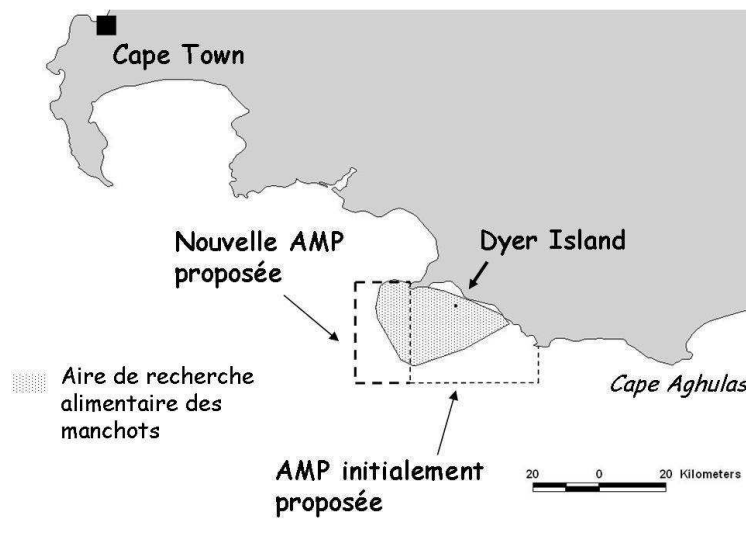 Cape Town
Nouvelle AMP
proposée
Dyer Island
Aire de recherche
alimentaire des
manchots
Cape Aghulas
AMP initialement
proposée
20 0 20 Kilometers